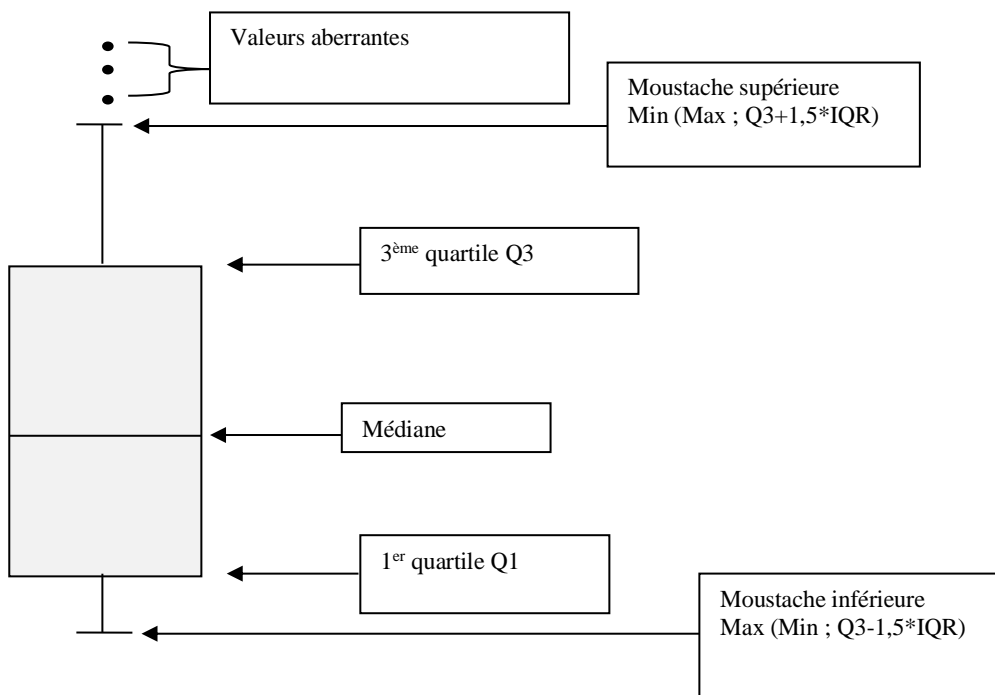 Valeurs aberrantes
Moustache supérieure
Min (Max ; Q3+1,5*IQR)
3ème quartile Q3
Médiane
1er quartile Q1
Moustache inférieure
Max (Min ; Q3-1,5*IQR)